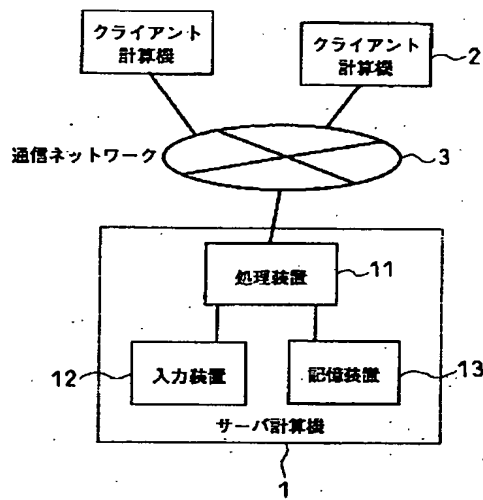 クライアント
計算機
クライアント
計算機
2
通信ネットワーク
3
処理装置
11
12
入力装置
記憶装置
13
サーバ計算機
1